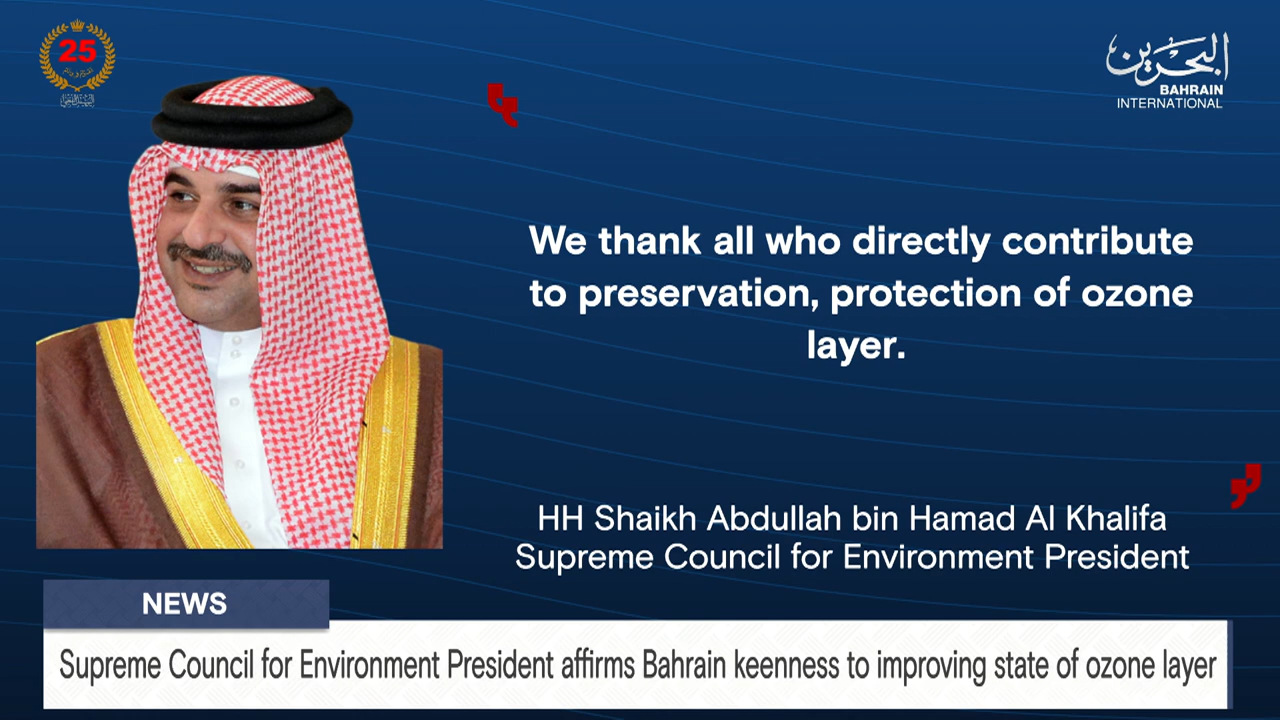 25
البحرين
BAHRAIN
INTERNATIONAL
We thank all who directly contribute
to preservation, protection of ozone
layer.
HH Shaikh Abdullah bin Hamad Al Khalifa
Supreme Council for Environment President
NEWS
Supreme Council for Environment President affirms Bahrain keenness to improving state of ozone layer